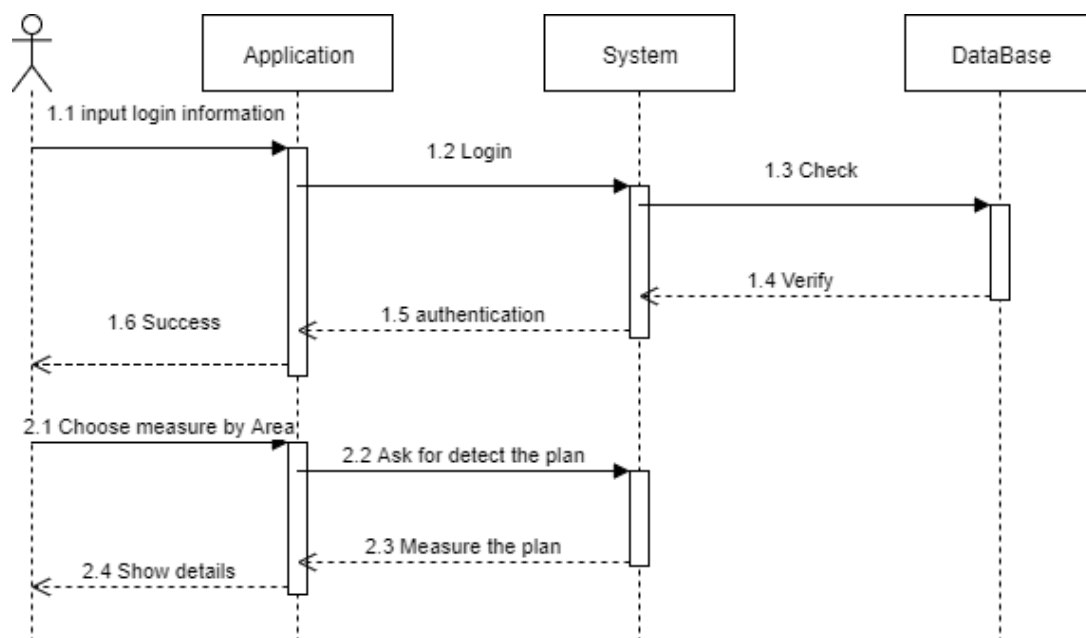 Application
System
DataBase
1.1 input login information
1.2 Login
1.3 Check
1.4 Verify
1.5 authentication
1.6 Success
2.1 Choose measure by Area
2.2 Ask for detect the plan
2.3 Measure the plan
2.4 Show details